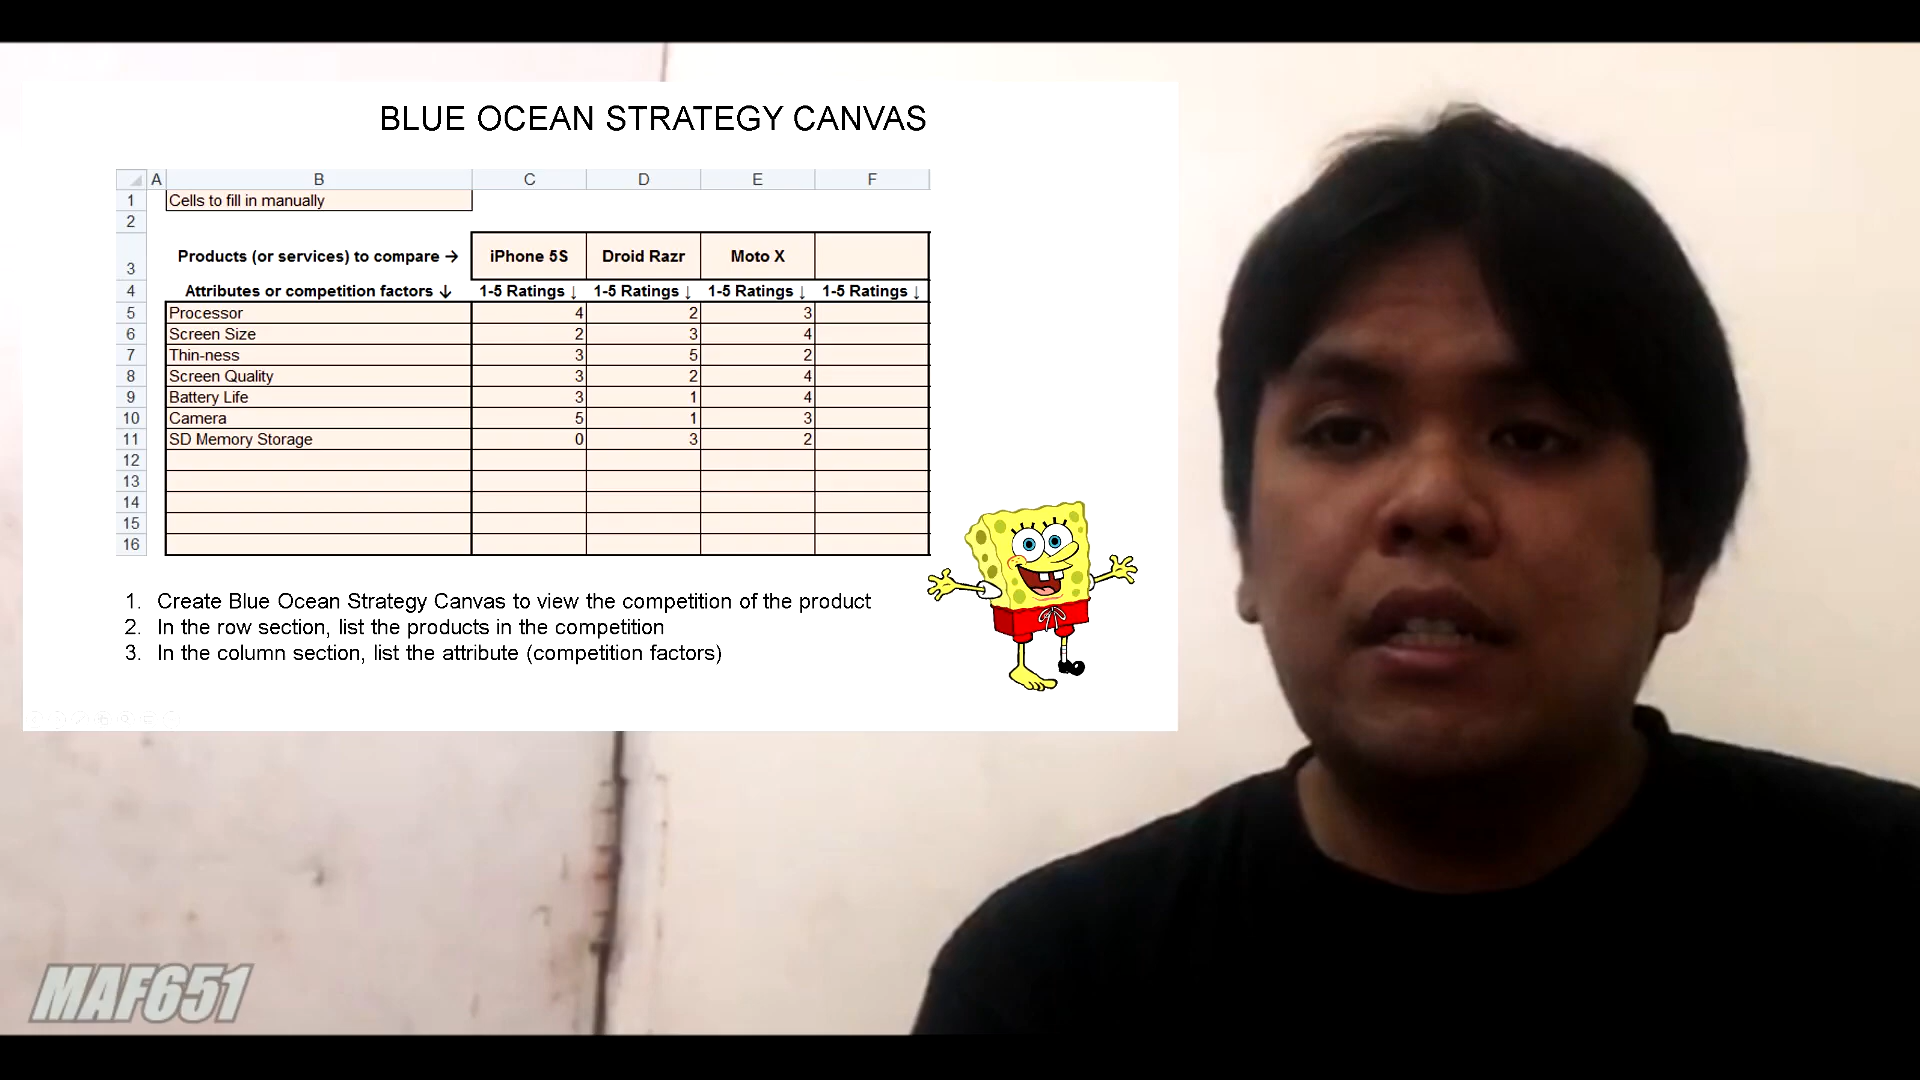 BLUE OCEAN STRATEGY CANVAS
A B C D E F
1 Cells to fill in manually
2
3 Products (or services) to compare → iPhone 5S Droid Razr Moto X
4 Attributes or competition factors ↓ 1-5 Ratings ↓ 1-5 Ratings ↓ 1-5 Ratings ↓ 1-5 Ratings ↓
5 Processor 4 2 3
6 Screen Size 2 3 4
7 Thin-ness 3 5 2
8 Screen Quality 3 2 4
9 Battery Life 3 1 4
10 Camera 5 1 3
11 SD Memory Storage 0 3 2
12
13
14
15
16
1. Create Blue Ocean Strategy Canvas to view the competition of the product
2. In the row section, list the products in the competition
3. In the column section, list the attribute (competition factors)
MAF651